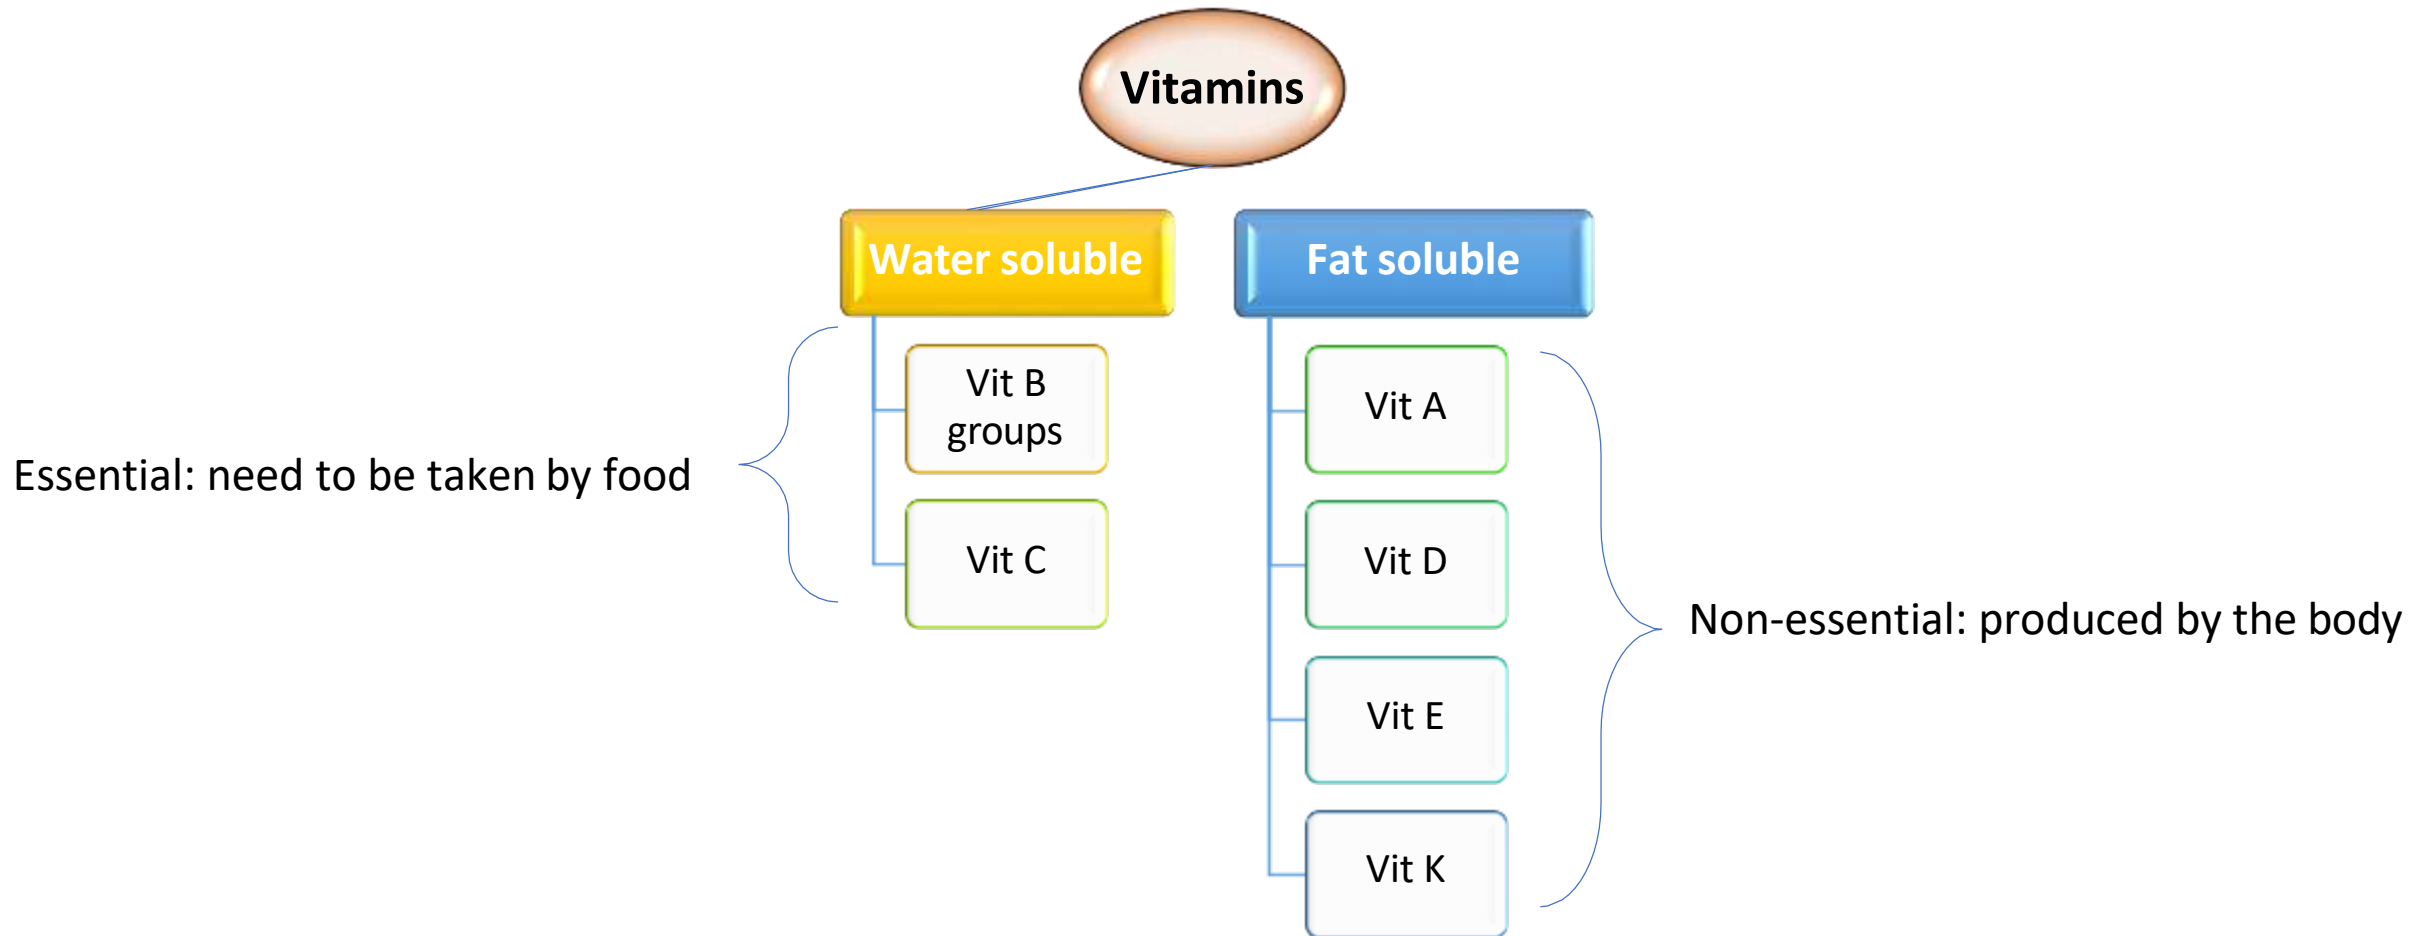 Vitamins
Water soluble
Fat soluble
Vit B
groups
Vit A
Essential: need to be taken by food
Vit C
Vit D
Non-essential: produced by the body
Vit E
Vit K